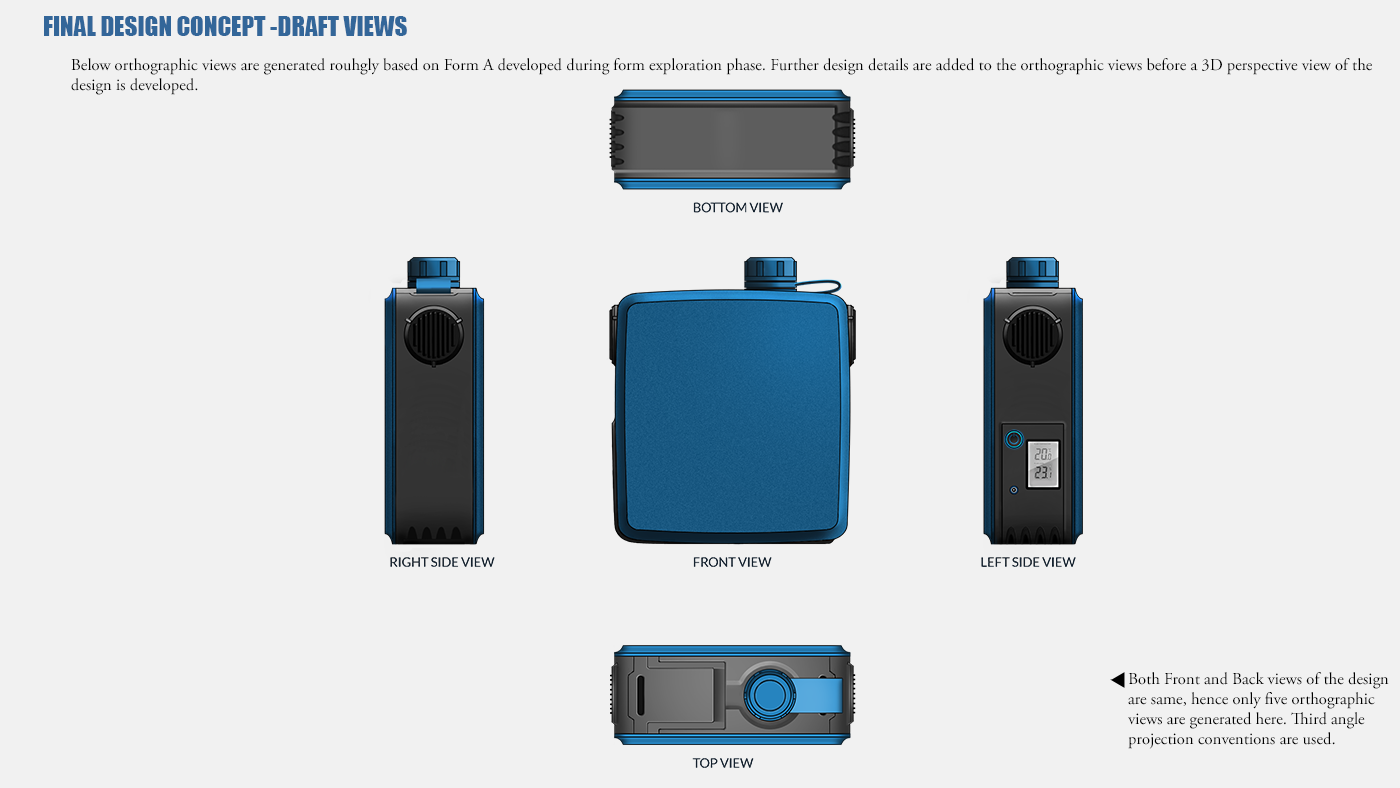 FINAL DESIGN CONCEPT -DRAFT VIEWS
Below orthographic views are generated rouhgly based on Form A developed during form exploration phase. Further design details are added to the orthographic views before a 3D perspective view of the
design is developed.
BOTTOM VIEW
20.
23.1
RIGHT SIDE VIEW
FRONT VIEW
LEFT SIDE VIEW
Both Front and Back views of the design
are same, hence only five orthographic
views are generated here. Third angle
projection conventions are used.
TOP VIEW